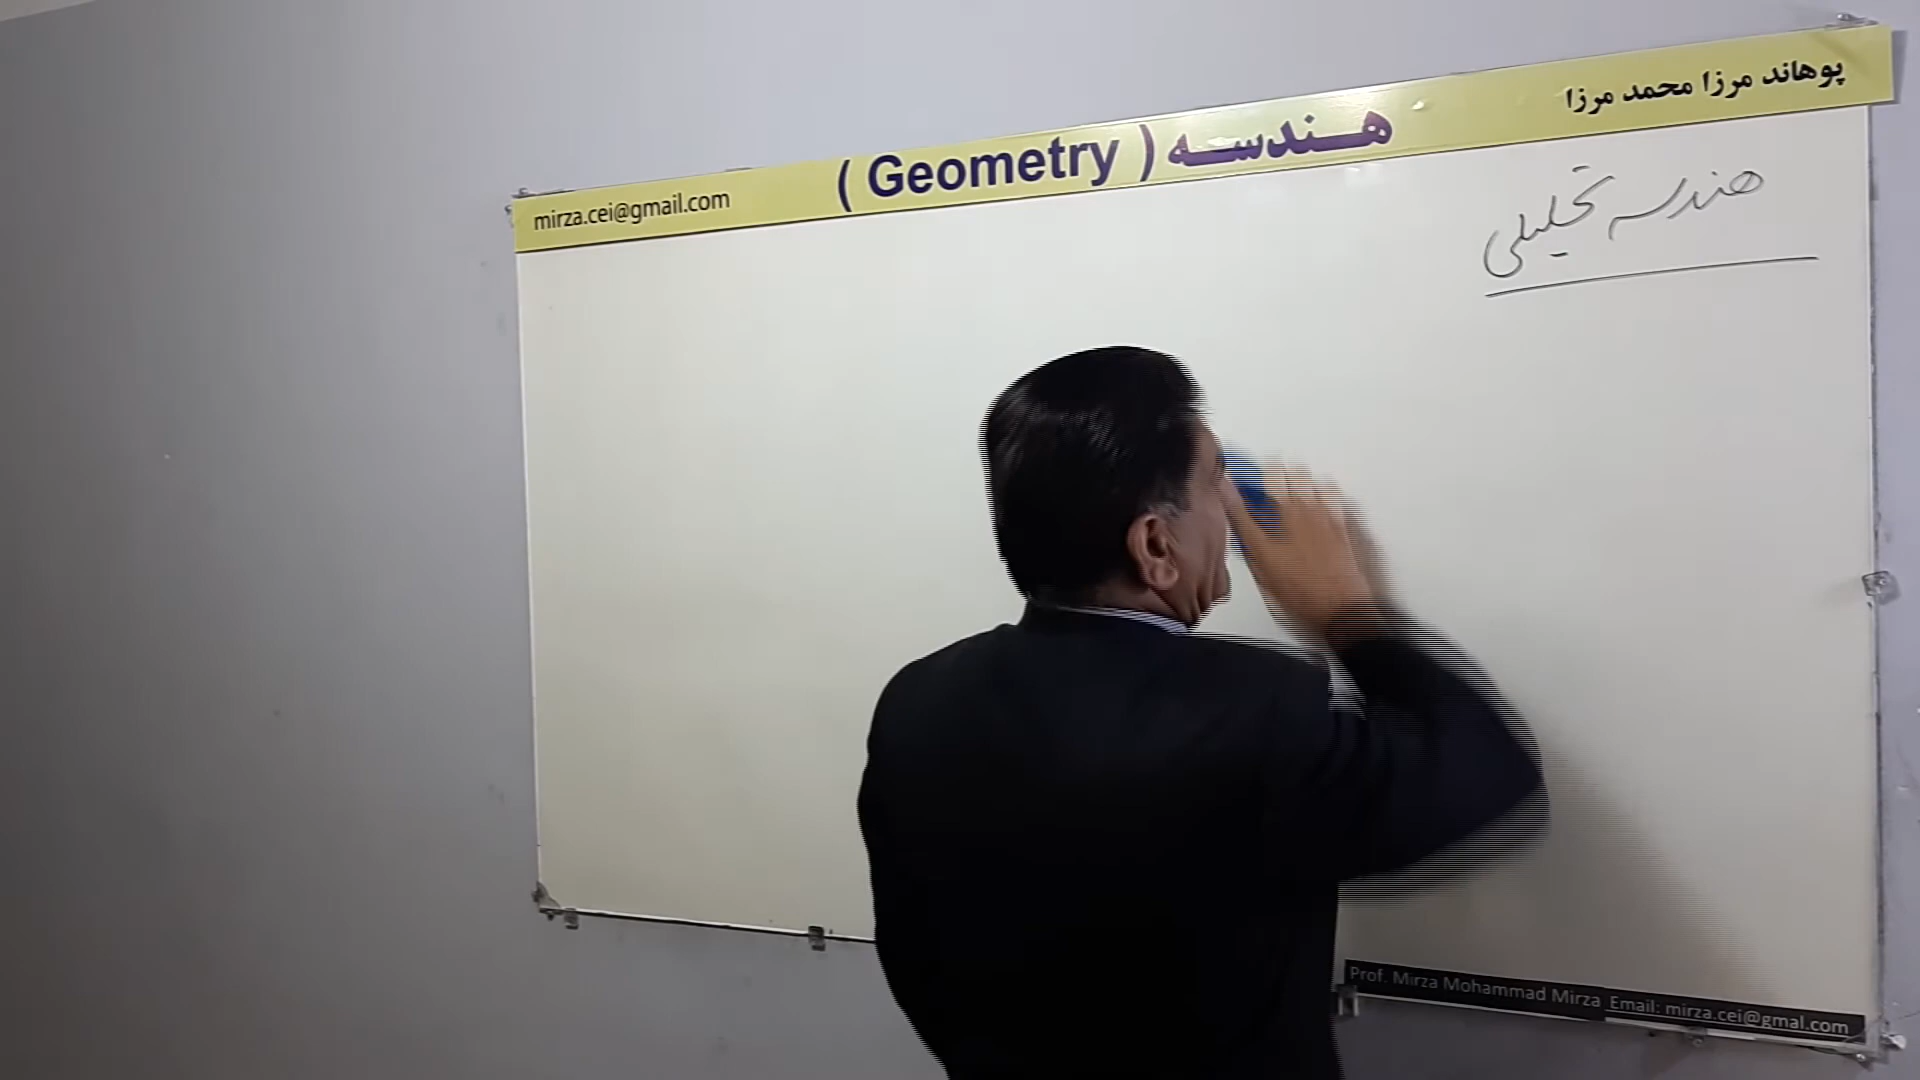 پوهاند مرزا محمد مرزا
هندسه ( Geometry )
mirza.cei@gmail.com
هندسه تحلیلی
Prof. Mirza Mohammad Mirza Email: mirza.cei@gmal.com